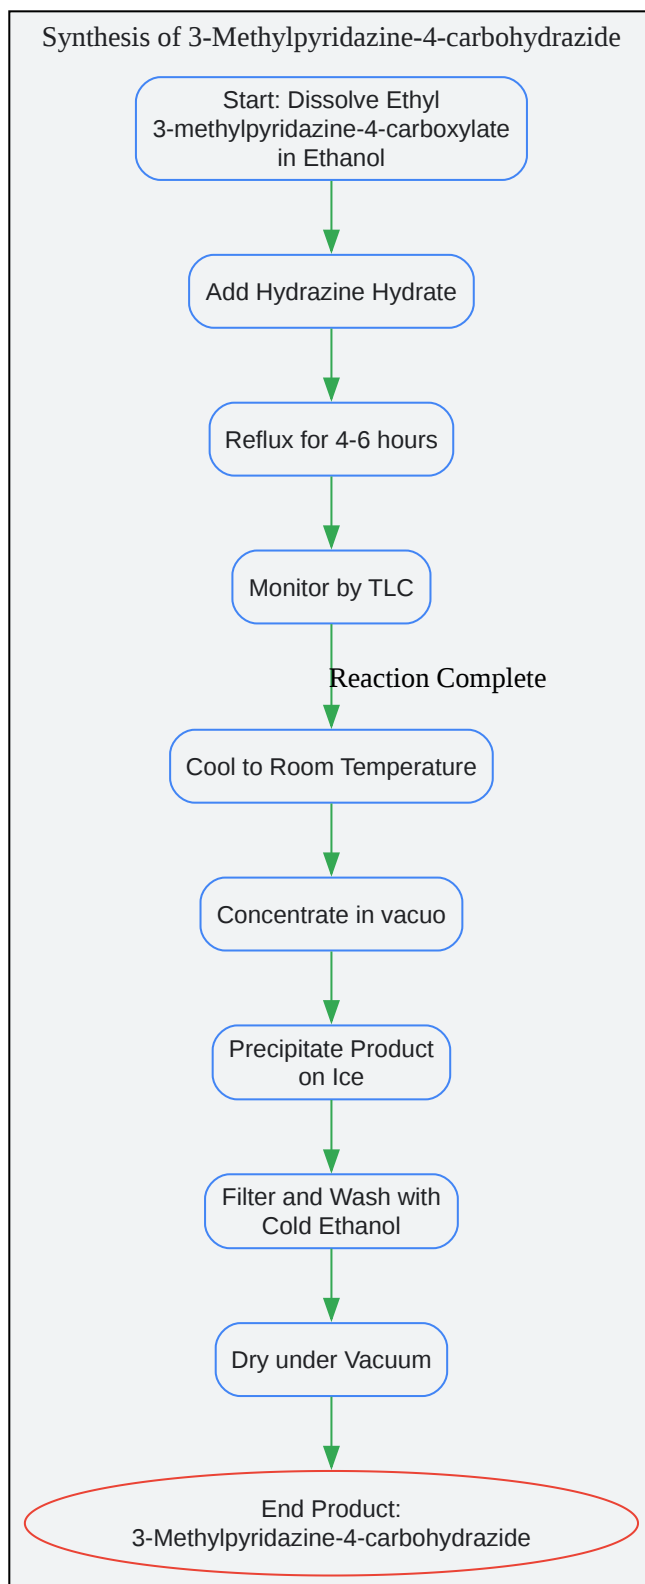 Synthesis of 3-Methylpyridazine-4-carbohydrazide
Start: Dissolve Ethyl
3-methylpyridazine-4-carboxylate
in Ethanol
Add Hydrazine Hydrate
Reflux for 4-6 hours
Monitor by TLC
Reaction Complete
Cool to Room Temperature
Concentrate in vacuo
Precipitate Product
on Ice
Filter and Wash with
Cold Ethanol
Dry under Vacuum
End Product:
3-Methylpyridazine-4-carbohydrazide